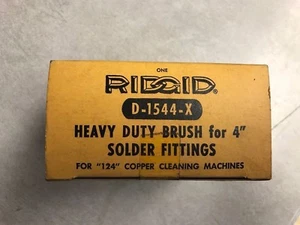 ONE
RIDGID
D-1544-X
HEAVY DUTY BRUSH for 4"
SOLDER FITTINGS
FOR "124" COPPER CLEANING MACHINES